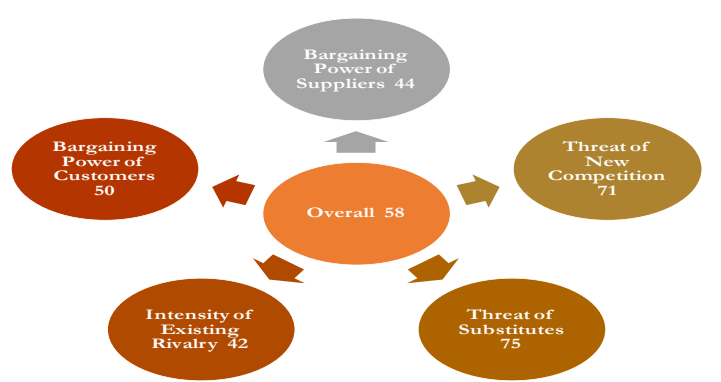 Bargaining
Power of
Suppliers 44
Bargaining
Power of
Customers
50
Threat of
New
Competition
71
Overall 58
Intensity of
Existing
Rivalry 42
Threat of
Substitutes
75